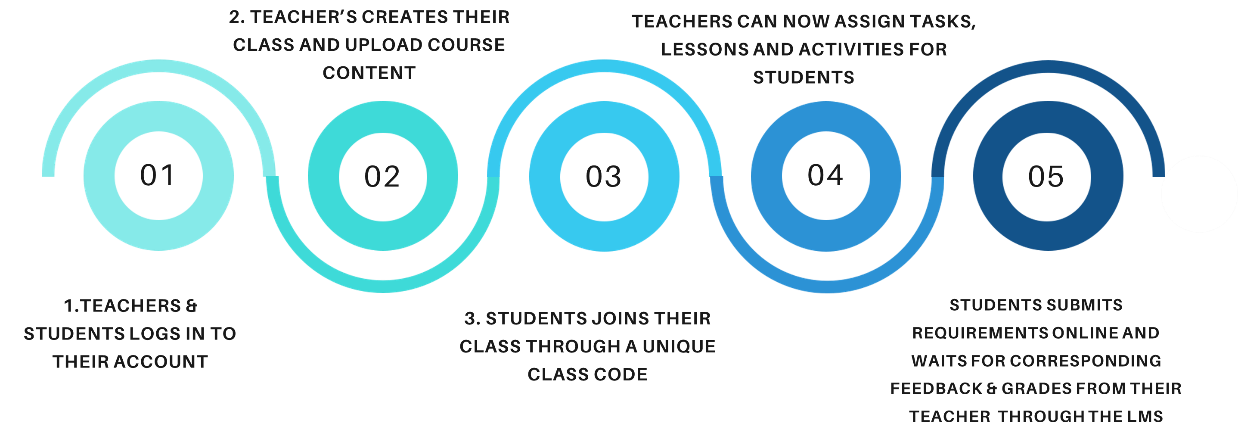 2. TEACHER'S CREATES THEIR
CLASS AND UPLOAD COURSE
CONTENT
TEACHERS CAN NOW ASSIGN TASKS,
LESSONS AND ACTIVITIES FOR
STUDENTS
01
02
03
04
05
1.TEACHERS &
STUDENTS LOGS IN TO
THEIR ACCOUNT
3. STUDENTS JOINS THEIR
CLASS THROUGH A UNIQUE
CLASS CODE
STUDENTS SUBMITS
REQUIREMENTS ONLINE AND
WAITS FOR CORRESPONDING
FEEDBACK & GRADES FROM THEIR
TEACHER THROUGH THE LMS